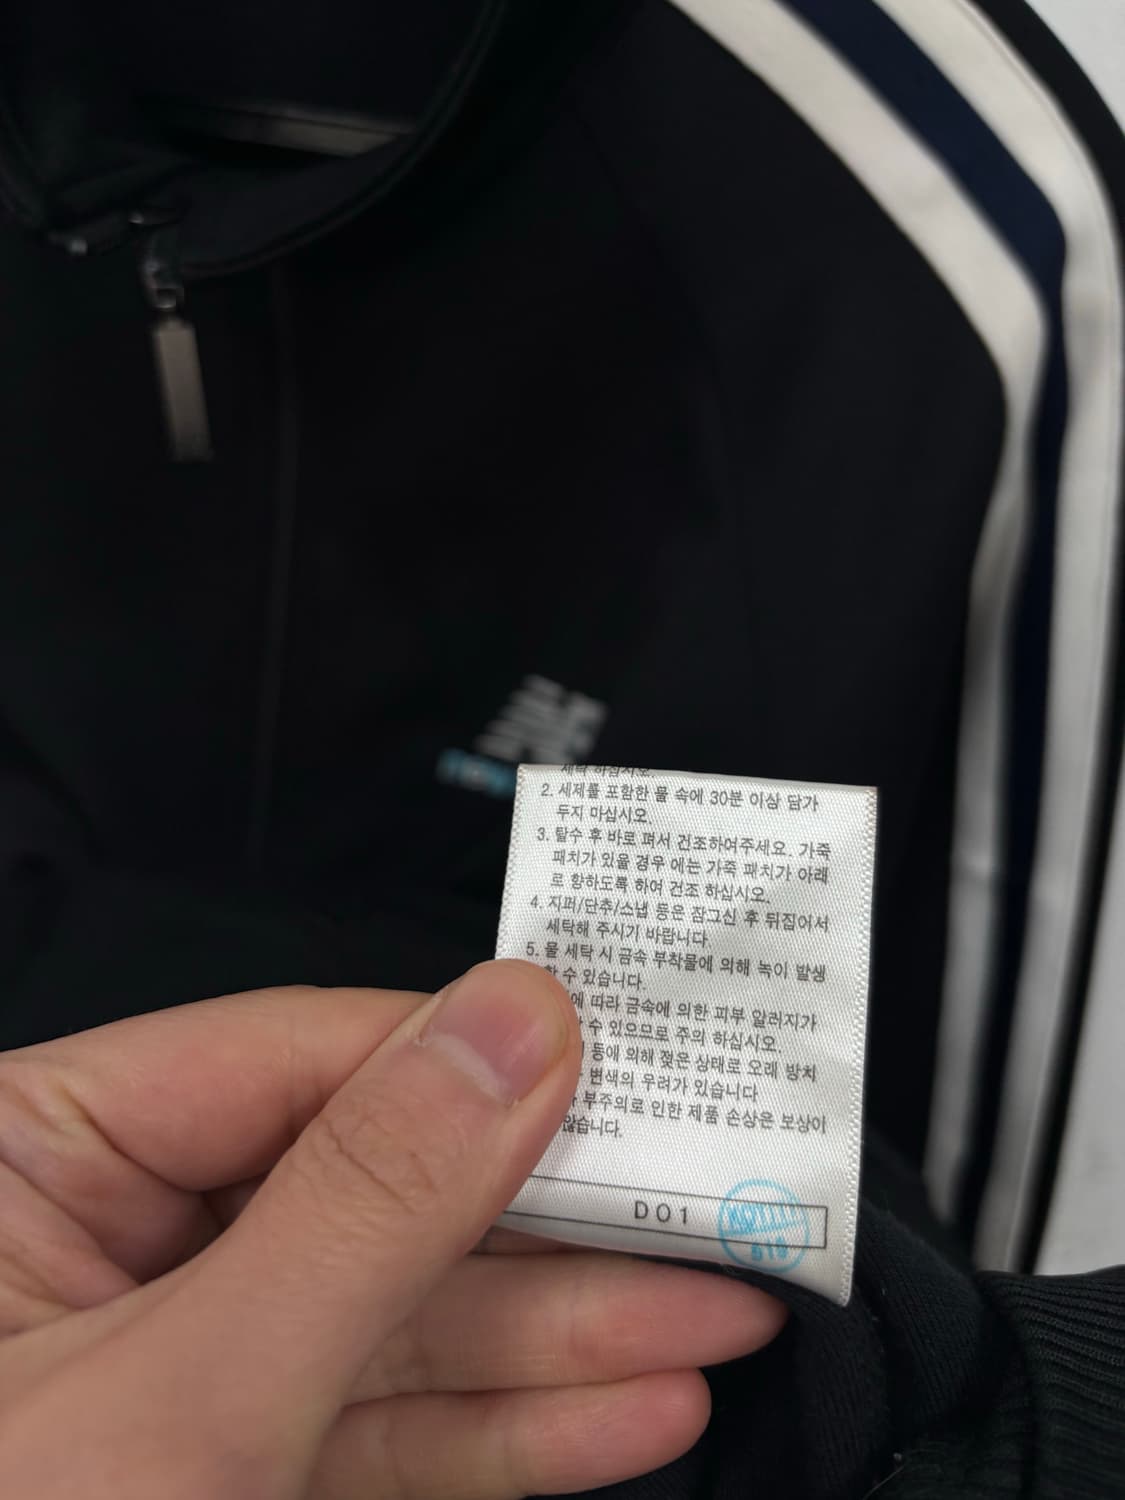 세탁 하십시오.
2. 세제를 포함한 물 속에 30분 이상 담가
두지 마십시오.
3. 탈수 후 바로 펴서 건조하여주세요. 가죽
패치가 있을 경우 에는 가죽 패치가 아래
로 향하도록 하여 건조 하십시오.
4. 지퍼/단추/스냅 등은 잠그신 후 뒤집어서
세탁해 주시기 바랍니다.
5. 물 세탁 시 금속 부착물에 의해 녹이 발생
할 수 있습니다.
에 따라 금속에 의한 피부 알러지가
할 수 있으므로 주의 하십시오.
등에 의해 젖은 상태로 오래 방치
변색의 우려가 있습니다
부주의로 인한 제품 손상은 보상이
않습니다.
D01